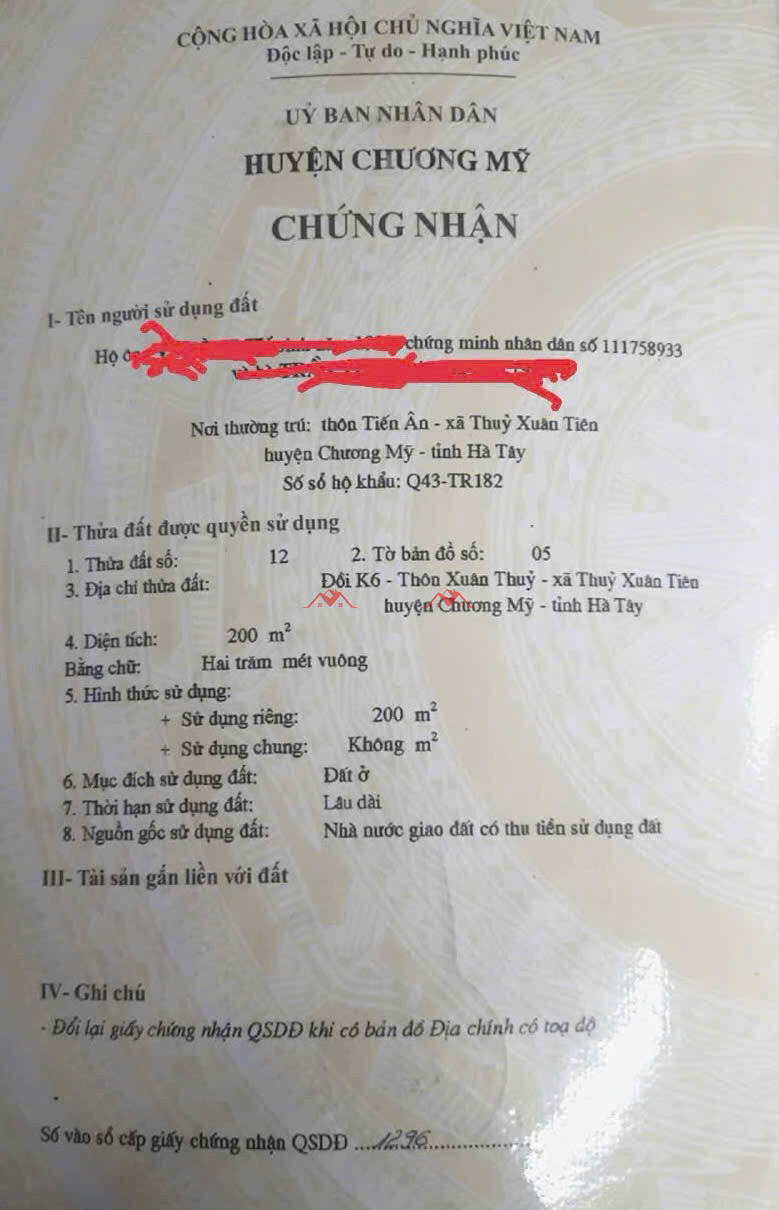 CỘNG HÒA XÃ HỘI CHỦ NGHĨA VIỆT NAM
Độc lập - Tự do - Hạnh phúc
UỶ BAN NHÂN DÂN
HUYỆN CHƯƠNG MỸ
CHỨNG NHẬN
I- Tên người sử dụng đất
Hộ chứng minh nhân dân số 111758933
Nơi thường trú: thôn Tiến Ân - xã Thuỷ Xuân Tiên
huyện Chương Mỹ - tỉnh Hà Tây
Số sổ hộ khẩu: Q43-TR182
II- Thửa đất được quyền sử dụng
1. Thửa đất số: 12 2. Tờ bản đồ số: 05
3. Địa chỉ thửa đất: Đồi K6 - Thôn Xuân Thuỷ - xã Thuỷ Xuân Tiên
huyện Chương Mỹ - tỉnh Hà Tây
4. Diện tích: 200 m²
Bằng chữ: Hai trăm mét vuông
5. Hình thức sử dụng:
+ Sử dụng riêng: 200 m²
+ Sử dụng chung: Không m²
6. Mục đích sử dụng đất: Đất ở
7. Thời hạn sử dụng đất: Lâu dài
8. Nguồn gốc sử dụng đất: Nhà nước giao đất có thu tiền sử dụng đất
III- Tài sản gắn liền với đất
IV- Ghi chú
- Đổi lại giấy chứng nhận QSDĐ khi có bản đồ Địa chính có toạ độ
Số vào sổ cấp giấy chứng nhận QSDĐ ....1296..................